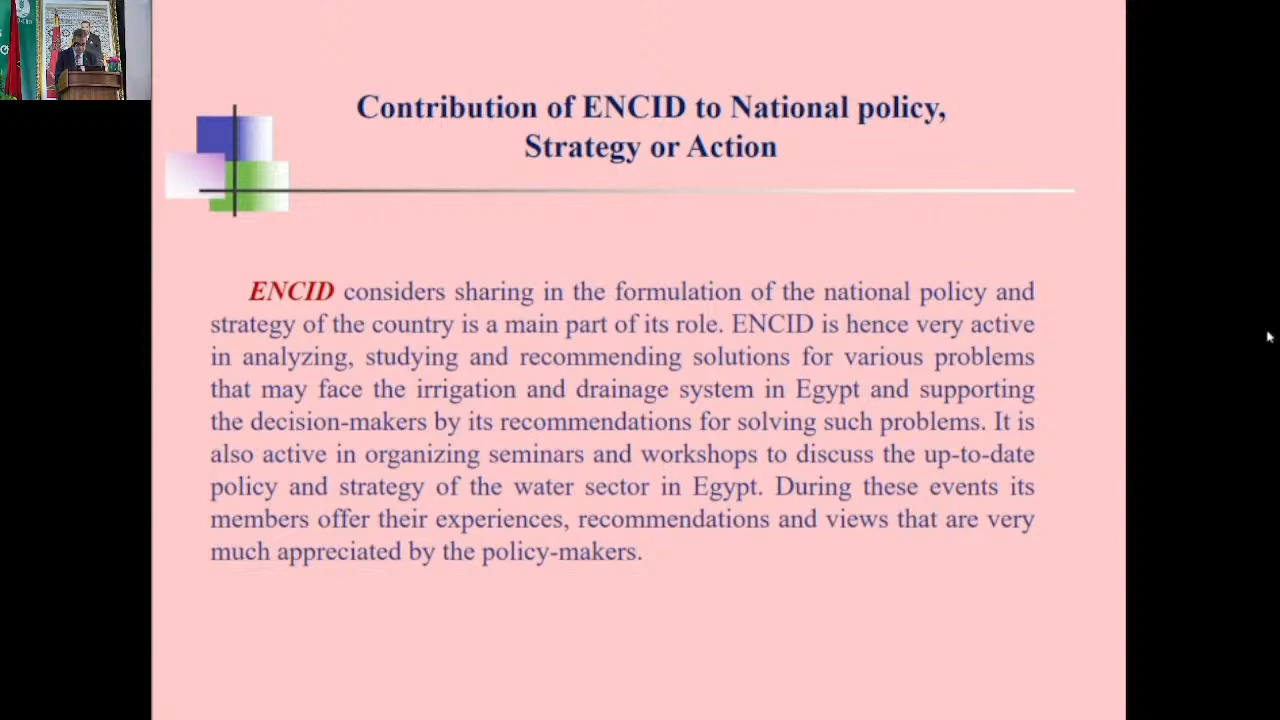 Contribution of ENCID to National policy,
Strategy or Action
ENCID considers sharing in the formulation of the national policy and
strategy of the country is a main part of its role. ENCID is hence very active
in analyzing, studying and recommending solutions for various problems
that may face the irrigation and drainage system in Egypt and supporting
the decision-makers by its recommendations for solving such problems. It is
also active in organizing seminars and workshops to discuss the up-to-date
policy and strategy of the water sector in Egypt. During these events its
members offer their experiences, recommendations and views that are very
much appreciated by the policy-makers.